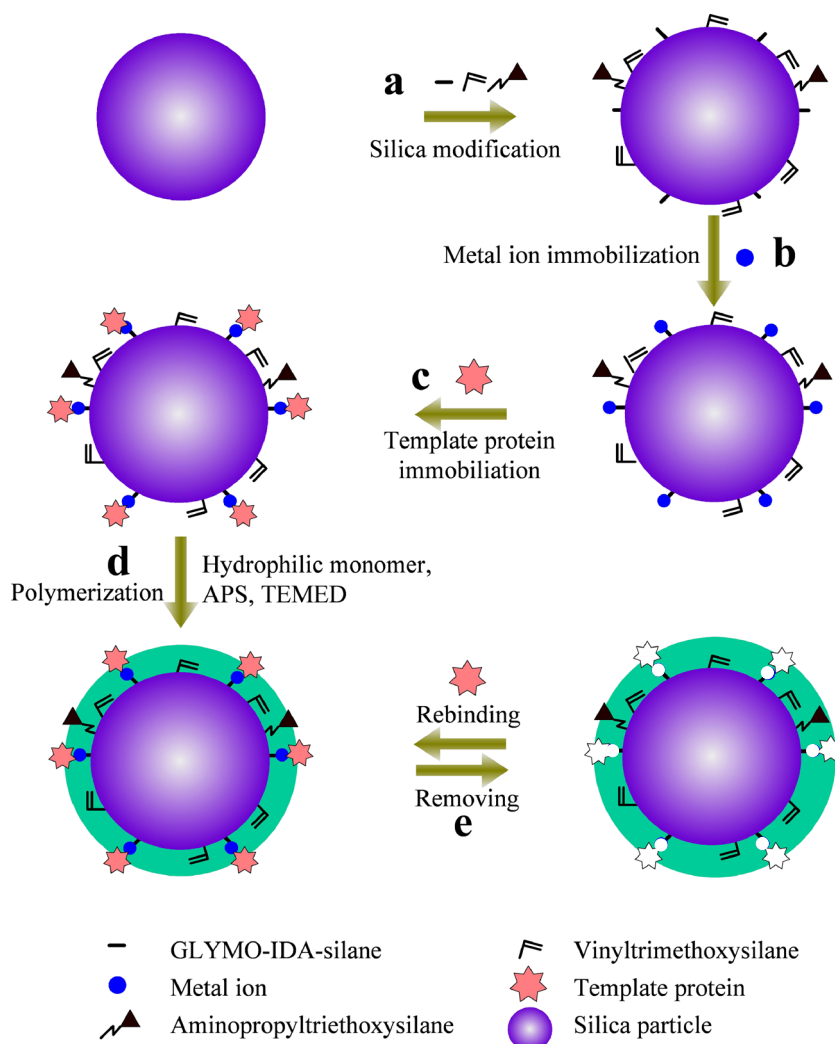 a
Silica modification
Metal ion immobilization
b
c
Template protein
immobiliation
d
Polymerization
Hydrophilic monomer,
APS, TEMED
Rebinding
Removing
e
GLYMO-IDA-silane
Vinyltrimethoxysilane
Metal ion
Template protein
Aminopropyltriethoxysilane
Silica particle